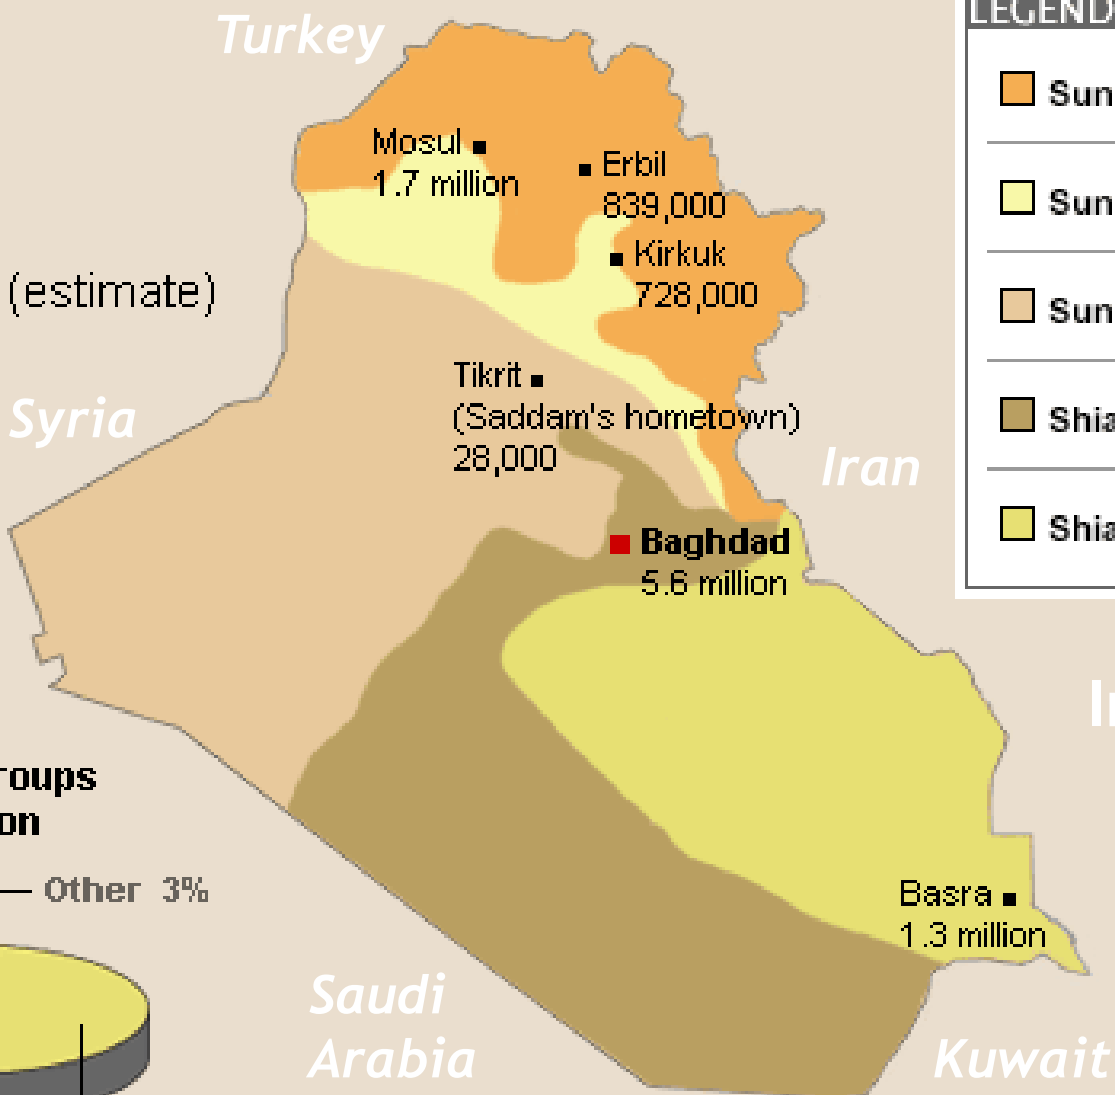 Turkey
LEGEND
Sun
Sun
Sun
Shia
Shia
Mosul
1.7 million
Erbil
839,000
Kirkuk
728,000
(estimate)
Tikrit
(Saddam's hometown)
28,000
Syria
Iran
Baghdad
5.6 million
roups
on
Other 3%
Basra
1.3 million
Saudi
Arabia
Kuwait